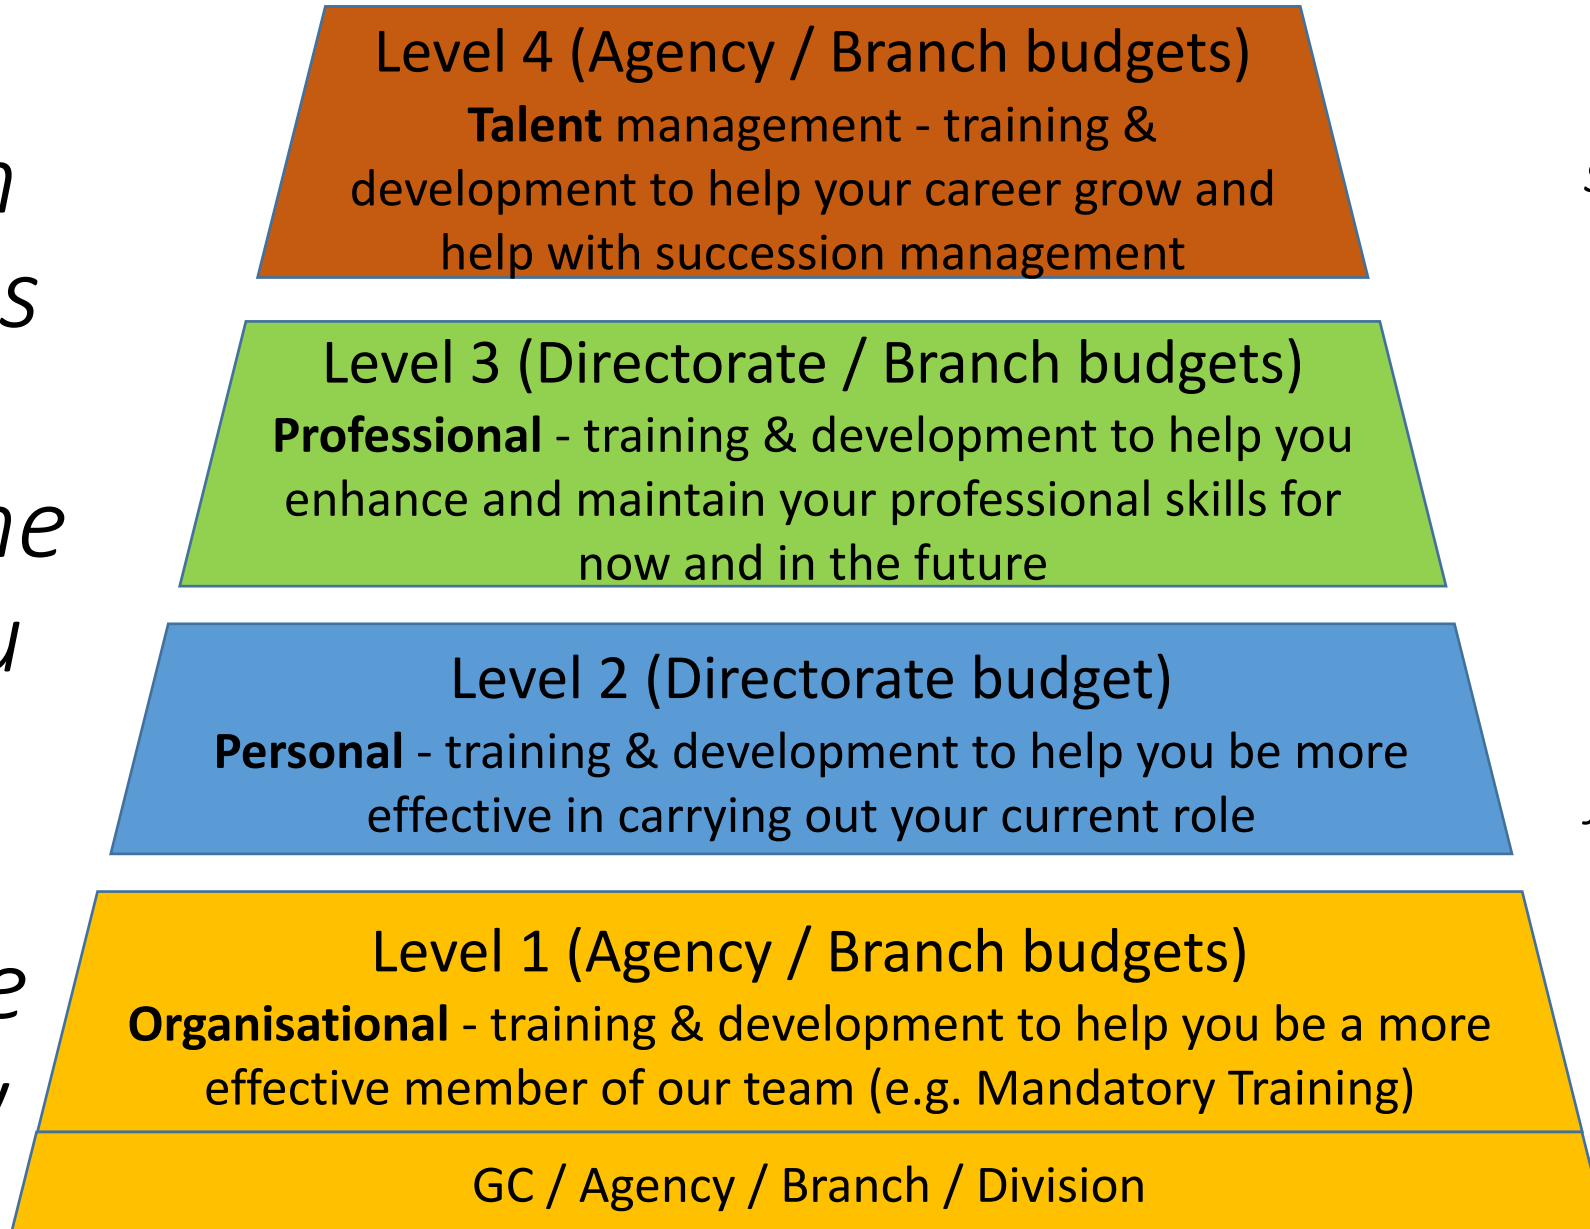 Level 4 (Agency / Branch budgets)
Talent management - training &
development to help your career grow and
help with succession management
Level 3 (Directorate / Branch budgets)
Professional - training & development to help you
enhance and maintain your professional skills for
now and in the future
Level 2 (Directorate budget)
Personal - training & development to help you be more
effective in carrying out your current role
Level 1 (Agency / Branch budgets)
Organisational - training & development to help you be a more
effective member of our team (e.g. Mandatory Training)
GC / Agency / Branch / Division